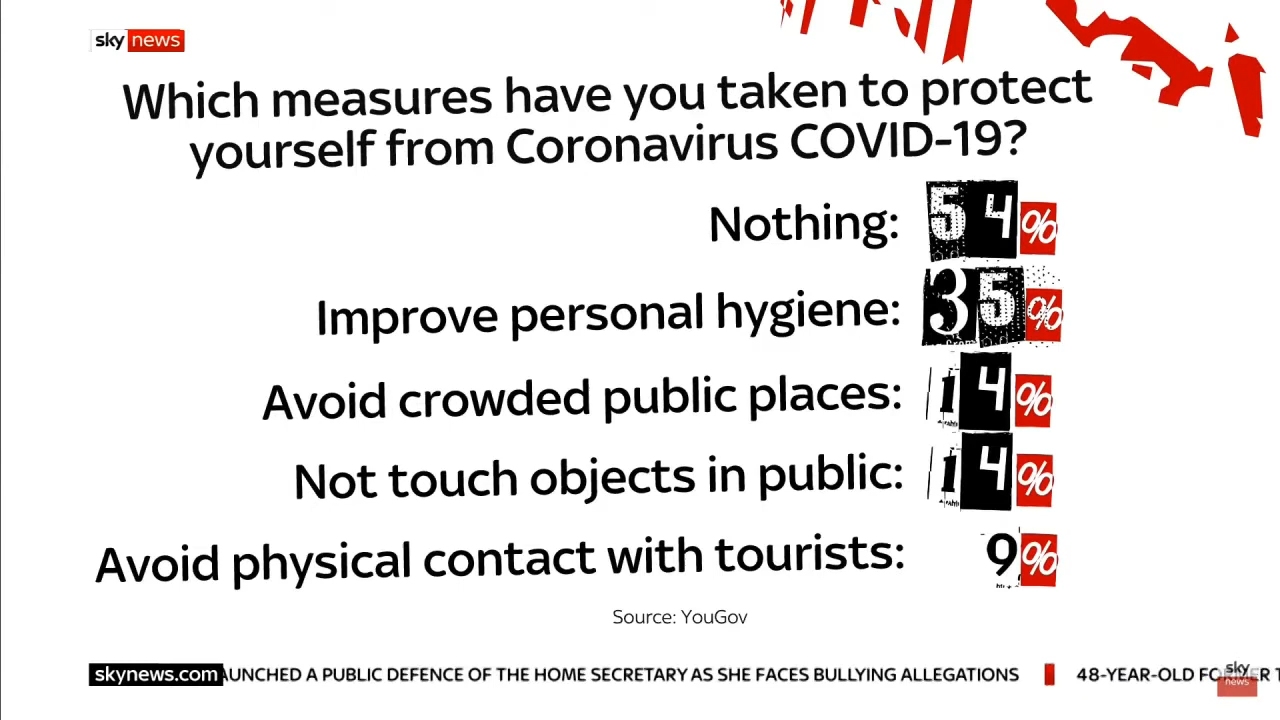 sky news
Which measures have you taken to protect
yourself from Coronavirus COVID-19?
Nothing: 54%
Improve personal hygiene: 35%
Avoid crowded public places: 14%
Not touch objects in public: 14%
Avoid physical contact with tourists: 9%
Source: YouGov
skynews.com AUNCHED A PUBLIC DEFENCE OF THE HOME SECRETARY AS SHE FACES BULLYING ALLEGATIONS 48-YEAR-OLD
sky
news